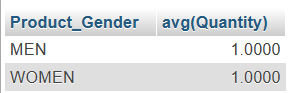 Product_Gender avg(Quantity)
MEN 1.0000
WOMEN 1.0000